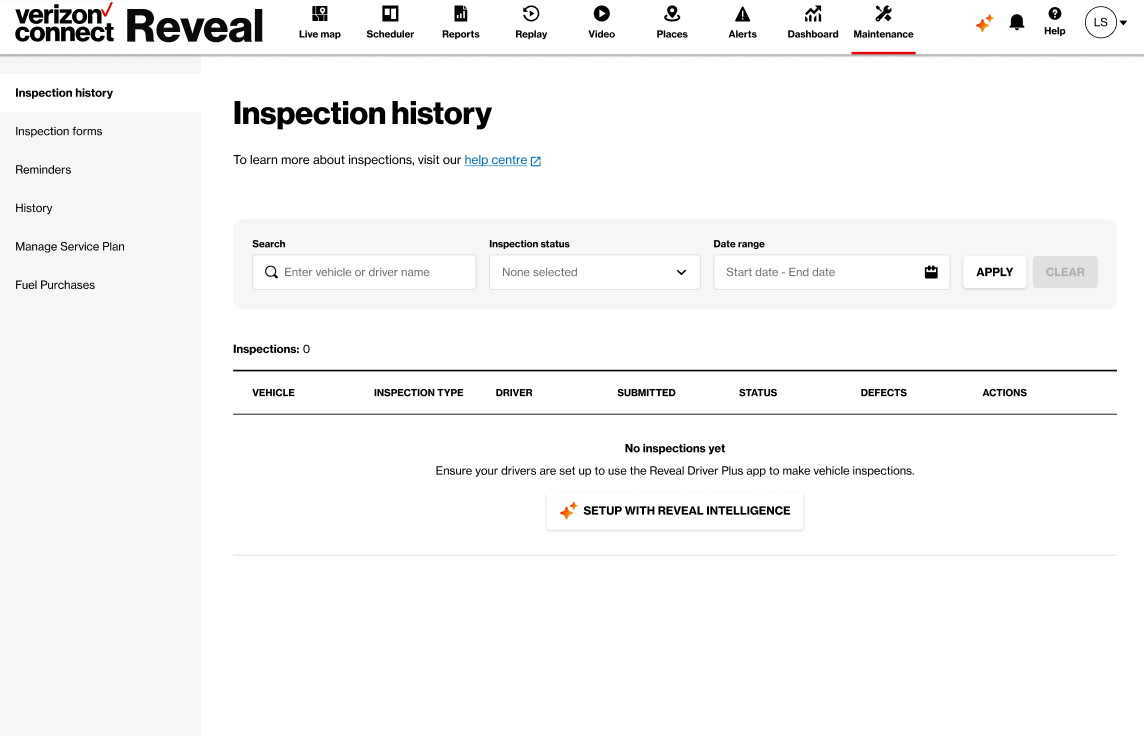 verizon
connect
Reveal
Live map
Scheduler
Reports
Replay
Video
Places
Alerts
Dashboard
Maintenance
Help
LS
Inspection history
Inspection forms
Reminders
History
Manage Service Plan
Fuel Purchases
Inspection history
To learn more about inspections, visit our help centre
Search
Inspection status
Date range
Enter vehicle or driver name
None selected
Start date - End date
APPLY
CLEAR
Inspections: 0
VEHICLE
INSPECTION TYPE
DRIVER
SUBMITTED
STATUS
DEFECTS
ACTIONS
No inspections yet
Ensure your drivers are set up to use the Reveal Driver Plus app to make vehicle inspections.
SETUP WITH REVEAL INTELLIGENCE